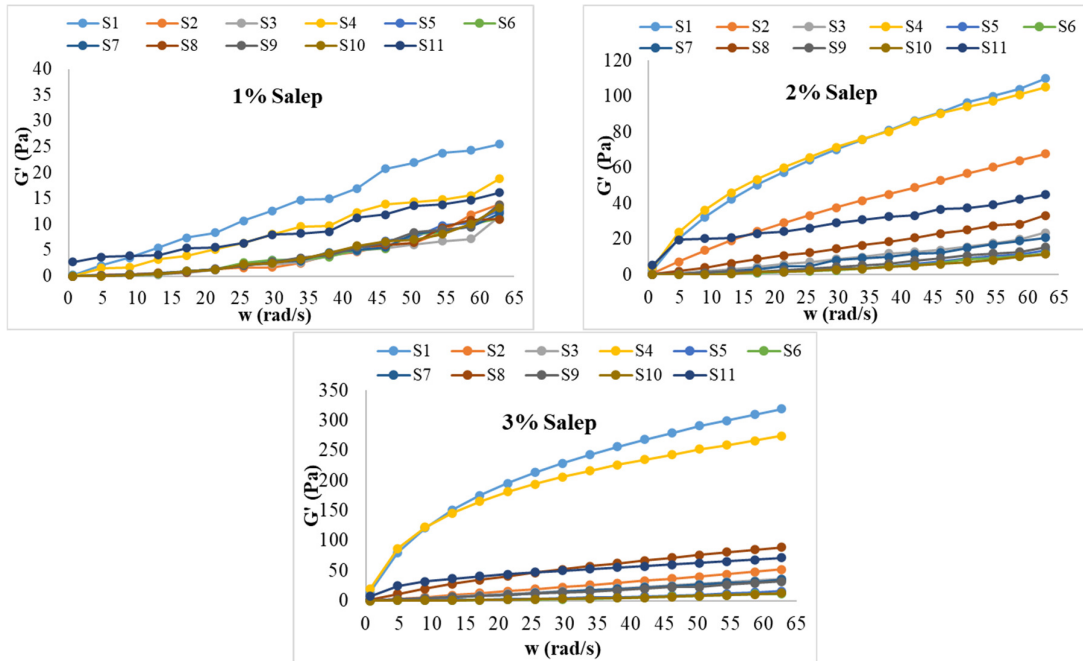 S1 S2 S3 S4 S5 S6
S7 S8 S9 S10 S11
40
35
30
25
20
15
10
5
0
G' (Pa)
1% Salep
0 5 10 15 20 25 30 35 40 45 50 55 60 65
w (rad/s)
S1 S2 S3 S4 S5 S6
S7 S8 S9 S10 S11
120
100
80
60
40
20
0
G' (Pa)
2% Salep
0 5 10 15 20 25 30 35 40 45 50 55 60 65
w (rad/s)
S1 S2 S3 S4 S5 S6
S7 S8 S9 S10 S11
350
300
250
200
150
100
50
0
G' (Pa)
3% Salep
0 5 10 15 20 25 30 35 40 45 50 55 60 65
w (rad/s)